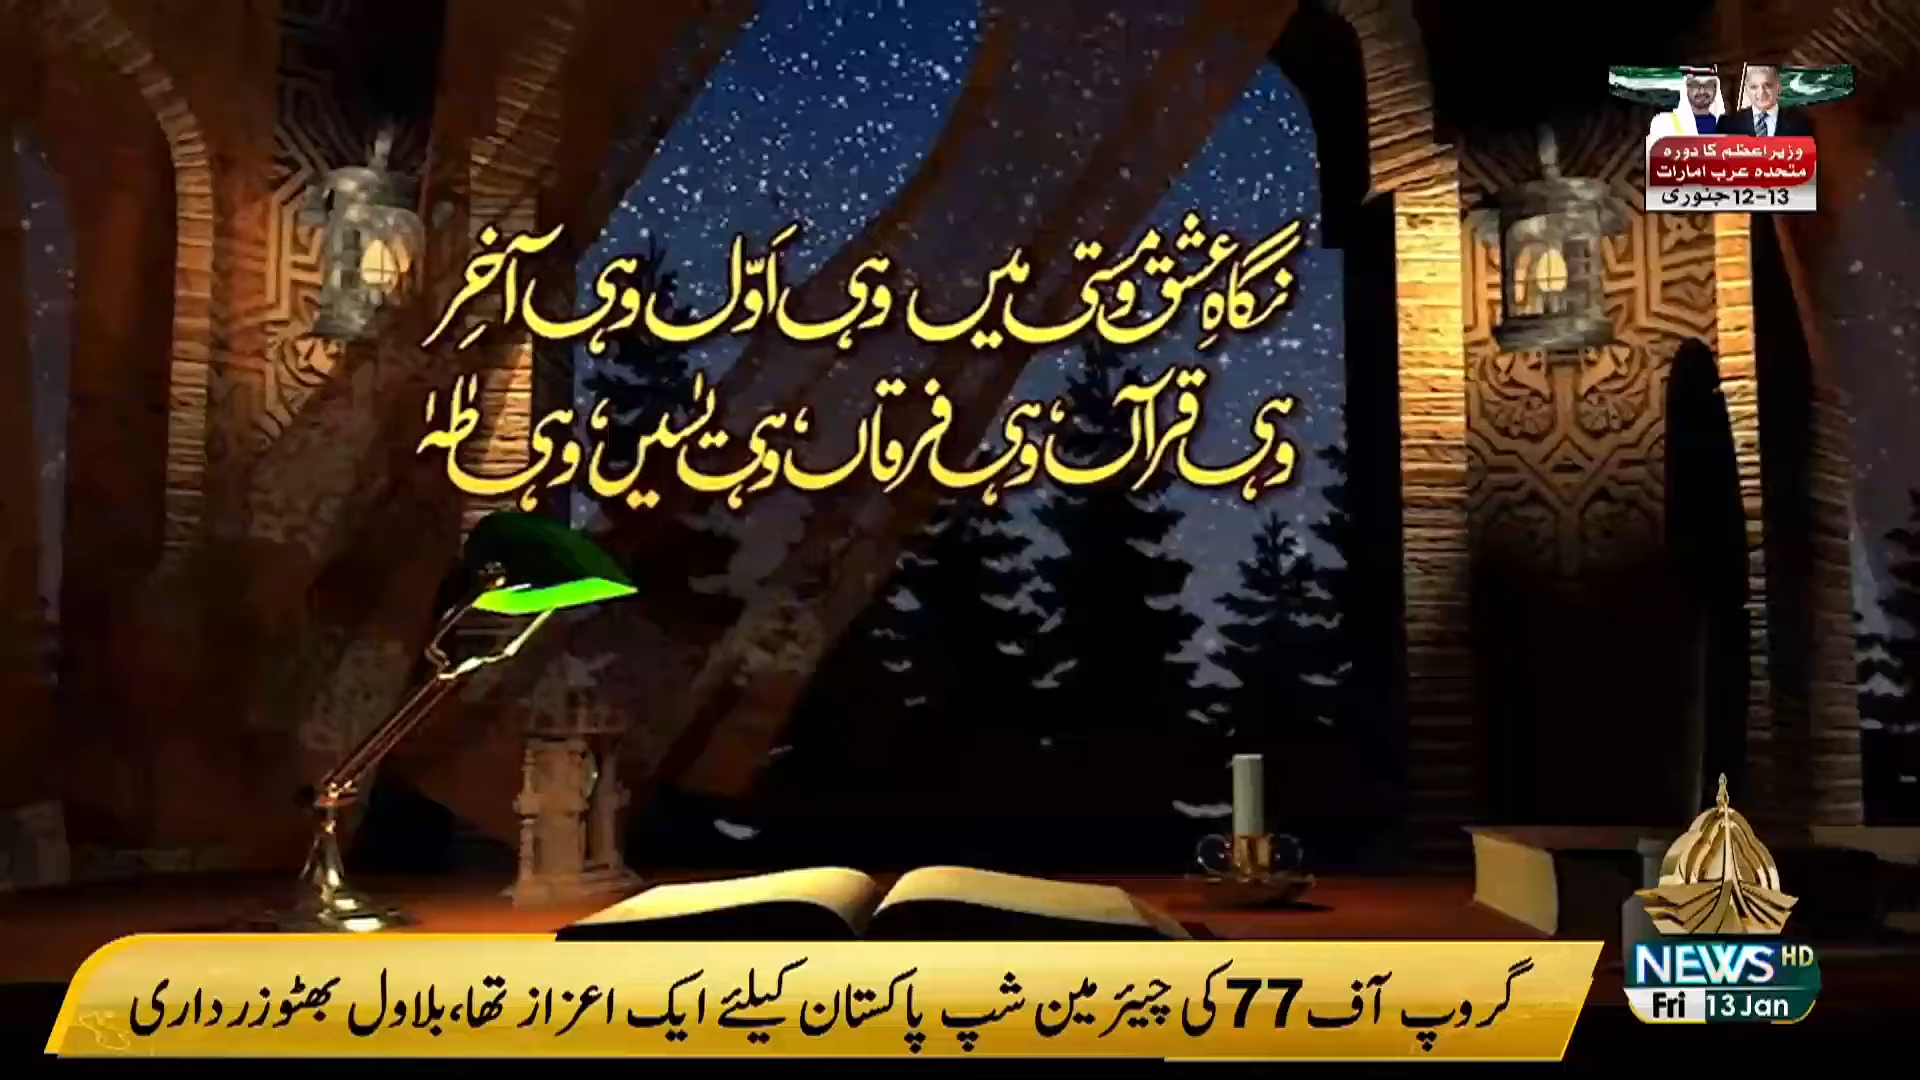 وزیراعظم کا دورہ
متحدہ عرب امارات
12-13 جنوری
نگاہِ عشق و مستی میں وہی اَوّل وہی آخرِ
وہی قرآں، وہی فرقاں، وہی یٰسیں، وہی طٰہٰ
NEWS HD
Fri 13 Jan
گروپ آف 77 کی چیئرمین شپ پاکستان کیلئے ایک اعزاز تھا، بلاول بھٹو زرداری